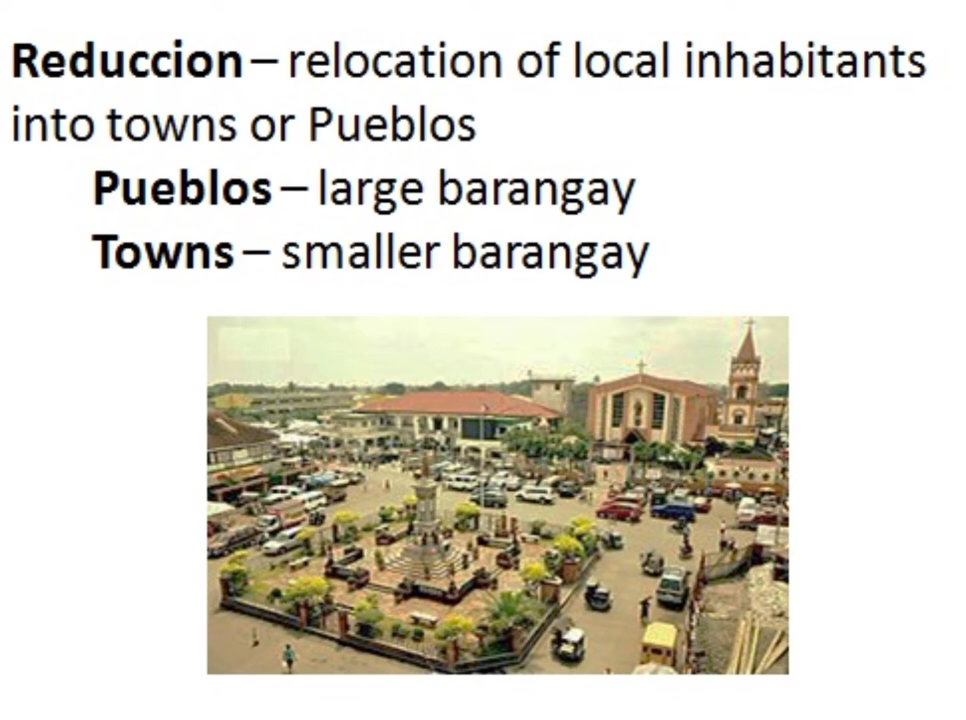 Reduccion – relocation of local inhabitants
into towns or Pueblos
Pueblos – large barangay
Towns – smaller barangay